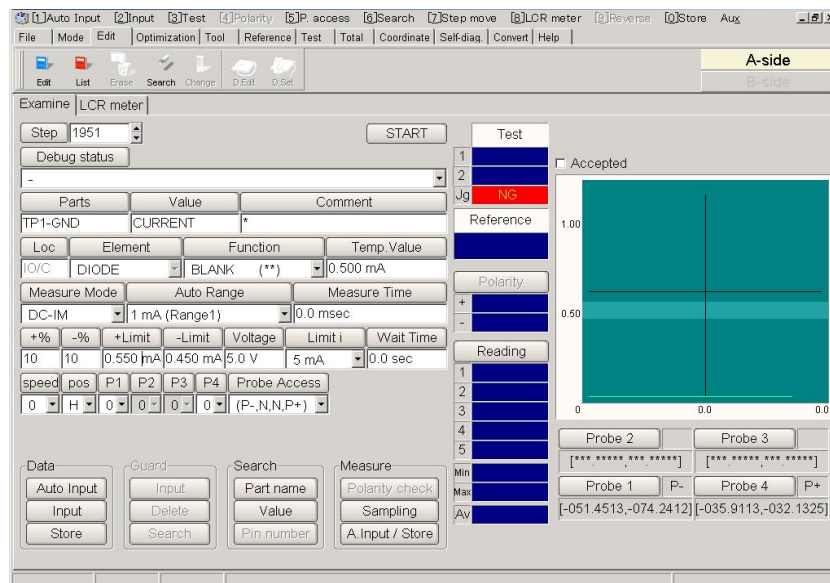 [1]Auto Input [2]Input [3]Test [4]Polarity [5]P. access [6]Search [7]Step move [8]LCR meter [9]Reverse [0]Store Aux
File Mode Edit Optimization Tool Reference Test Total Coordinate Self-diag. Convert Help
Edit List Erase Search Change D.Edit D.Set
A-side
B-side
Examine LCR meter
Step 1951 START
Debug status
-
Parts Value Comment
TP1-GND CURRENT *
Loc Element Function Temp.Value
IO/C DIODE BLANK (**) 0.500 mA
Measure Mode Auto Range Measure Time
DC-IM 1 mA (Range1) 0.0 msec
+% -% +Limit -Limit Voltage Limit i Wait Time
10 10 0.550 mA 0.450 mA 5.0 V 5 mA 0.0 sec
speed pos P1 P2 P3 P4 Probe Access
0 H 0 0 0 0 (P-,N,N,P+)
Data
Auto Input
Input
Store
Guard
Input
Delete
Search
Search
Part name
Value
Pin number
Measure
Polarity check
Sampling
A.Input / Store
Test
1
2
Jg NG
Reference
Polarity
+
-
Reading
1
2
3
4
5
Min
Max
Av
Accepted
1.00
0.50
0 0.0 0.0
Probe 2 Probe 3
[***.*****,***.*****] [***.*****,***.*****]
Probe 1 P- Probe 4 P+
[-051.4513,-074.2412] [-035.9113,-032.1325]